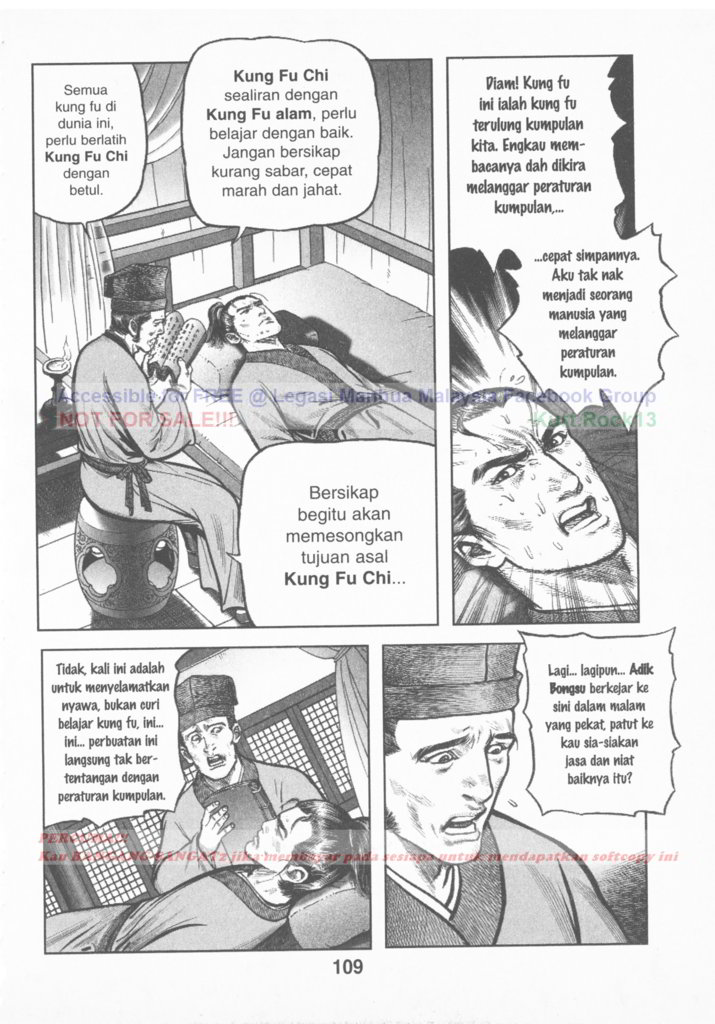 Semua
kung fu di
dunia ini,
perlu berlatih
Kung Fu Chi
dengan
betul.
Kung Fu Chi
sealiran dengan
Kung Fu alam, perlu
belajar dengan baik.
Jangan bersikap
kurang sabar, cepat
marah dan jahat.
Bersikap
begitu akan
memesongkan
tujuan asal
Kung Fu Chi...
Diam! Kung fu
ini ialah kung fu
terulung kumpulan
kita. Engkau mem-
bacanya dah dikira
melanggar peraturan
kumpulan,...
...cepat simpannya.
Aku tak nak
menjadi seorang
manusia yang
melanggar
peraturan
kumpulan.
Accessible for FREE @ Legasi Manhua Malaysia Facebook Group
NOT FOR SALE!!!
Tidak, kali ini adalah
untuk menyelamatkan
nyawa, bukan curi
belajar kung fu, ini...
ini... perbuatan ini
langsung tak ber-
tentangan dengan
peraturan kumpulan.
Lagi... lagipun... Adik
Bongsu berkejar ke
sini dalam malam
yang pekat, patut ke
kau sia-siakan
jasa dan niat
baiknya itu?
109